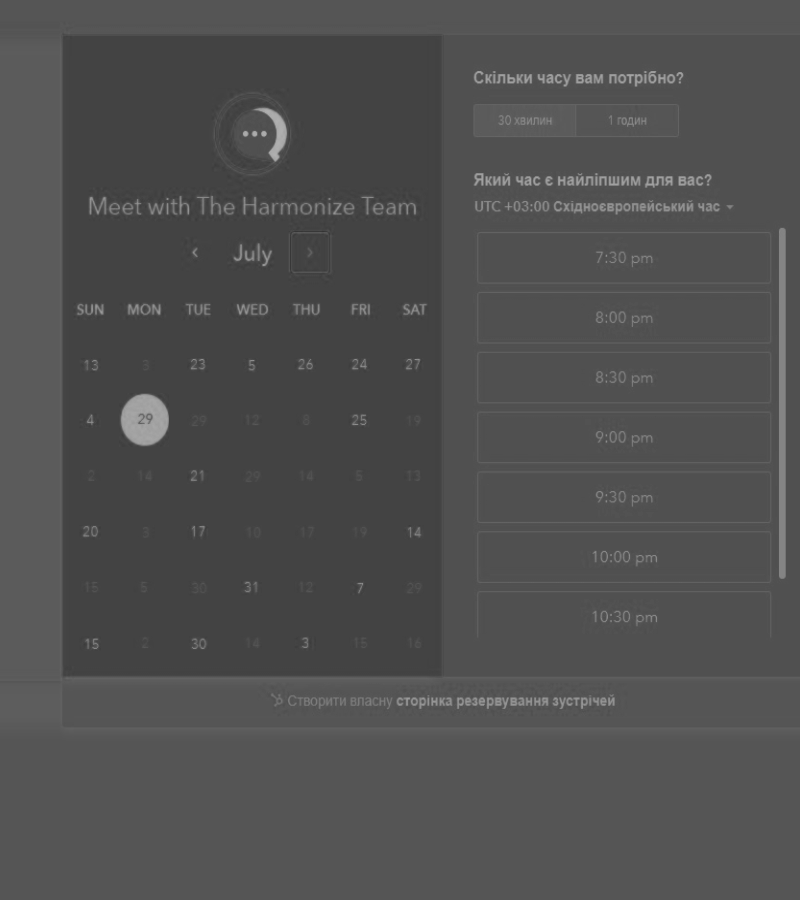 Meet with The Harmonize Team
July
SUN MON TUE WED THU FRI SAT
13 3 23 5 26 24 27
4 29 29 12 8 25 19
2 14 21 29 14 5 13
20 3 17 10 17 19 14
15 5 30 31 12 7 29
15 2 30 14 3 15 16
Скільки часу вам потрібно?
30 хвилин 1 годин
Який час є найліпшим для вас?
UTC +03:00 Східноєвропейський час
7:30 pm
8:00 pm
8:30 pm
9:00 pm
9:30 pm
10:00 pm
10:30 pm
Створити власну сторінка резервування зустрічей